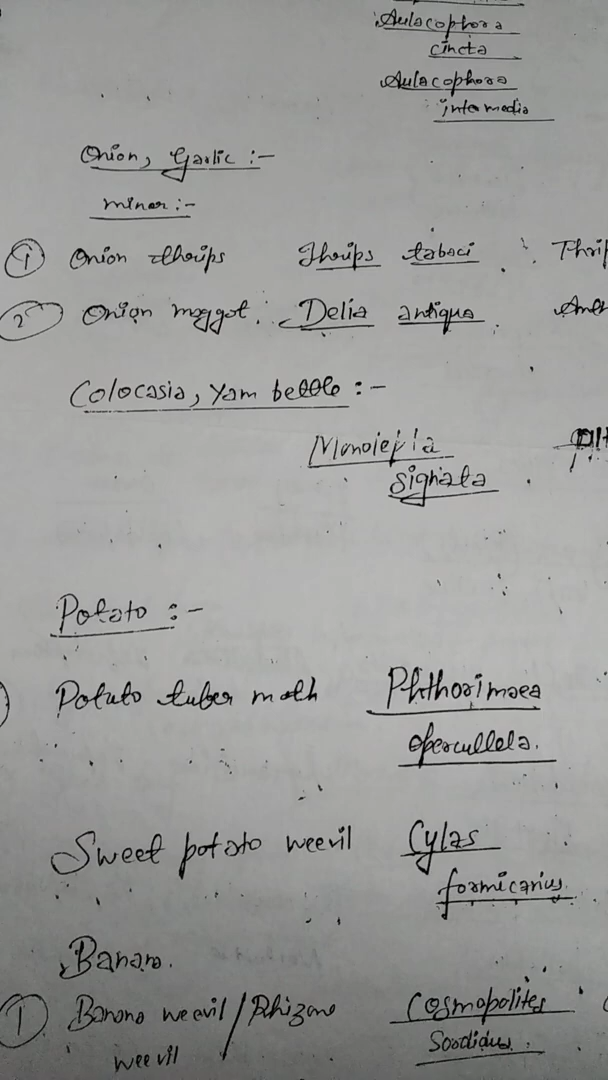 Aulacophora
cincta
Aulacophora
intermedia
Onion, Garlic :-
minor :-
1 Onion thrips Thrips tabaci Thrip
2 Onion maggot. Delia antiqua
Colocasia, Yam
Monolepta
signata
Potato :-
Potato tuber moth Phthorimaea
opercullela.
Sweet potato weevil Cylas
formicarius
Banana.
1 Banana weevil / Rhizome Cosmopolites
weevil Sordidus.